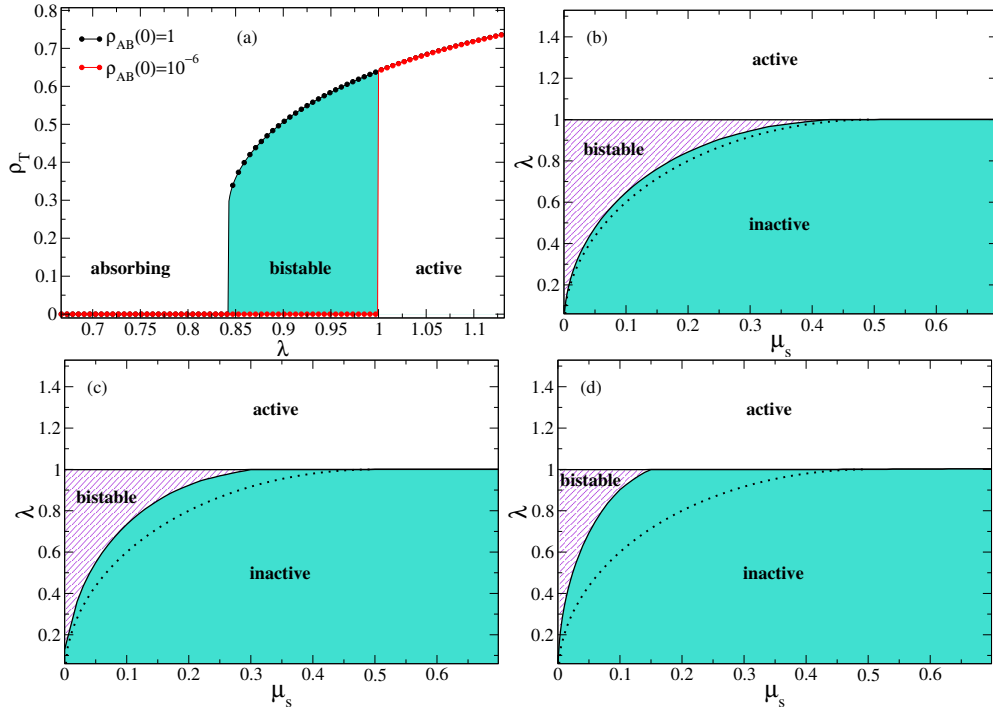 0.8
0.7
0.6
0.5
0.4
0.3
0.2
0.1
0
ρ_T
(a)
ρ_AB(0)=1
ρ_AB(0)=10^-6
absorbing
bistable
active
0.7 0.75 0.8 0.85 0.9 0.95 1 1.05 1.1
λ
(b)
1.4
1.2
1
0.8
0.6
0.4
0.2
λ
active
bistable
inactive
0 0.1 0.2 0.3 0.4 0.5 0.6
μ_s
(c)
1.4
1.2
1
0.8
0.6
0.4
0.2
λ
active
bistable
inactive
0 0.1 0.2 0.3 0.4 0.5 0.6
μ_s
(d)
1.4
1.2
1
0.8
0.6
0.4
0.2
λ
active
bistable
inactive
0 0.1 0.2 0.3 0.4 0.5 0.6
μ_s